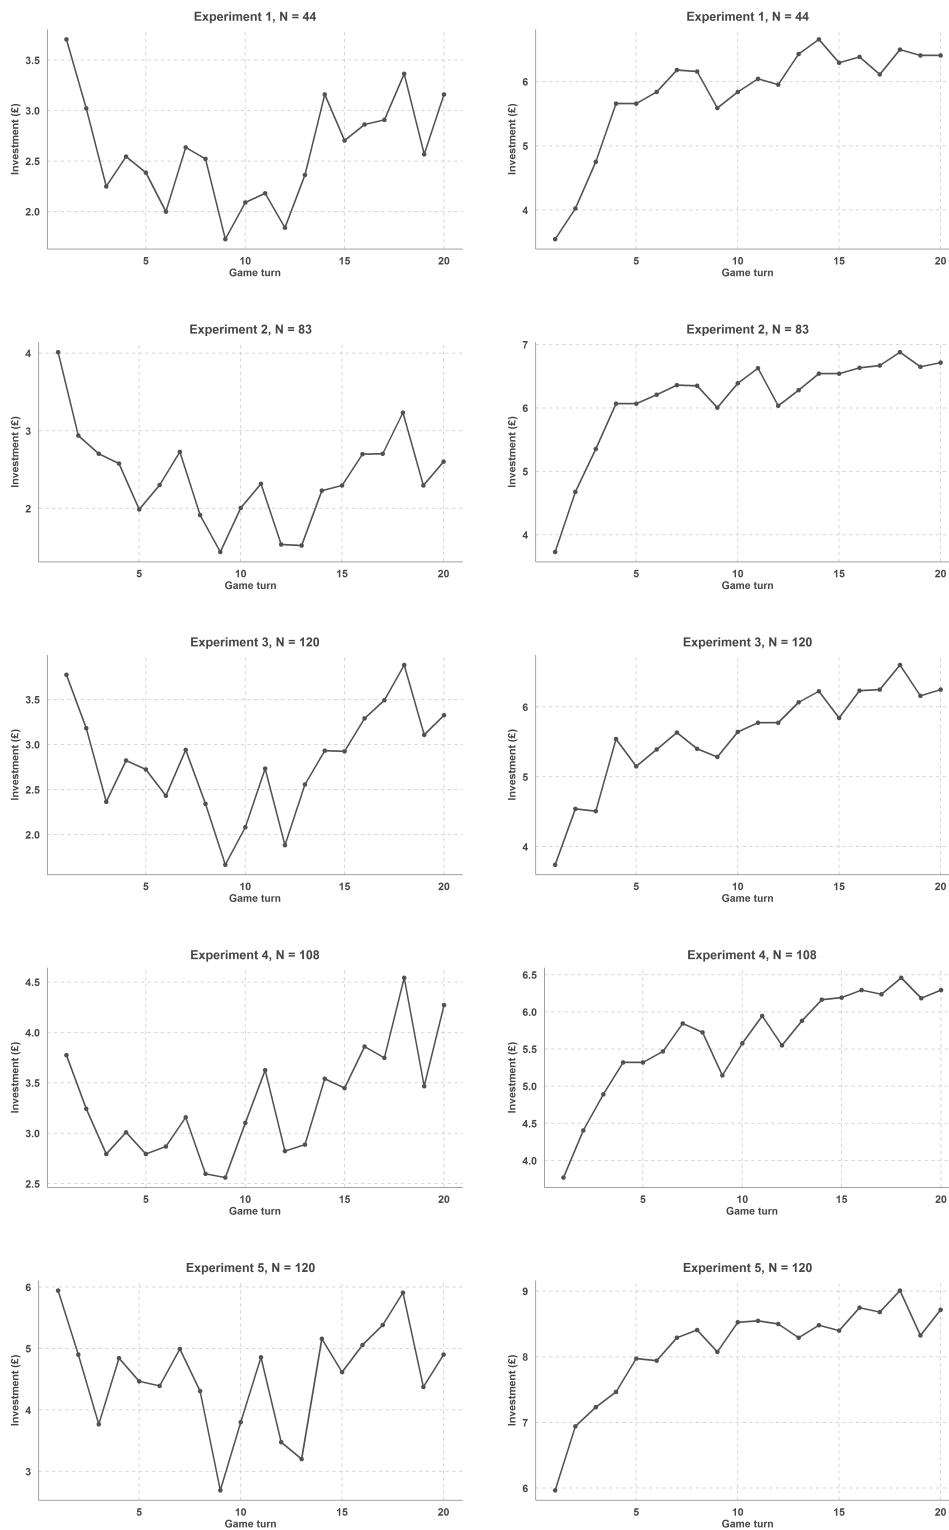 Experiment 1, N = 44
Investment (£)
3.5
3.0
2.5
2.0
5 10 15 20
Game turn
Experiment 1, N = 44
Investment (£)
6
5
4
5 10 15 20
Game turn
Experiment 2, N = 83
Investment (£)
4
3
2
5 10 15 20
Game turn
Experiment 2, N = 83
Investment (£)
7
6
5
4
5 10 15 20
Game turn
Experiment 3, N = 120
Investment (£)
3.5
3.0
2.5
2.0
5 10 15 20
Game turn
Experiment 3, N = 120
Investment (£)
6
5
4
5 10 15 20
Game turn
Experiment 4, N = 108
Investment (£)
4.5
4.0
3.5
3.0
2.5
5 10 15 20
Game turn
Experiment 4, N = 108
Investment (£)
6.5
6.0
5.5
5.0
4.5
4.0
5 10 15 20
Game turn
Experiment 5, N = 120
Investment (£)
6
5
4
3
5 10 15 20
Game turn
Experiment 5, N = 120
Investment (£)
9
8
7
6
5 10 15 20
Game turn